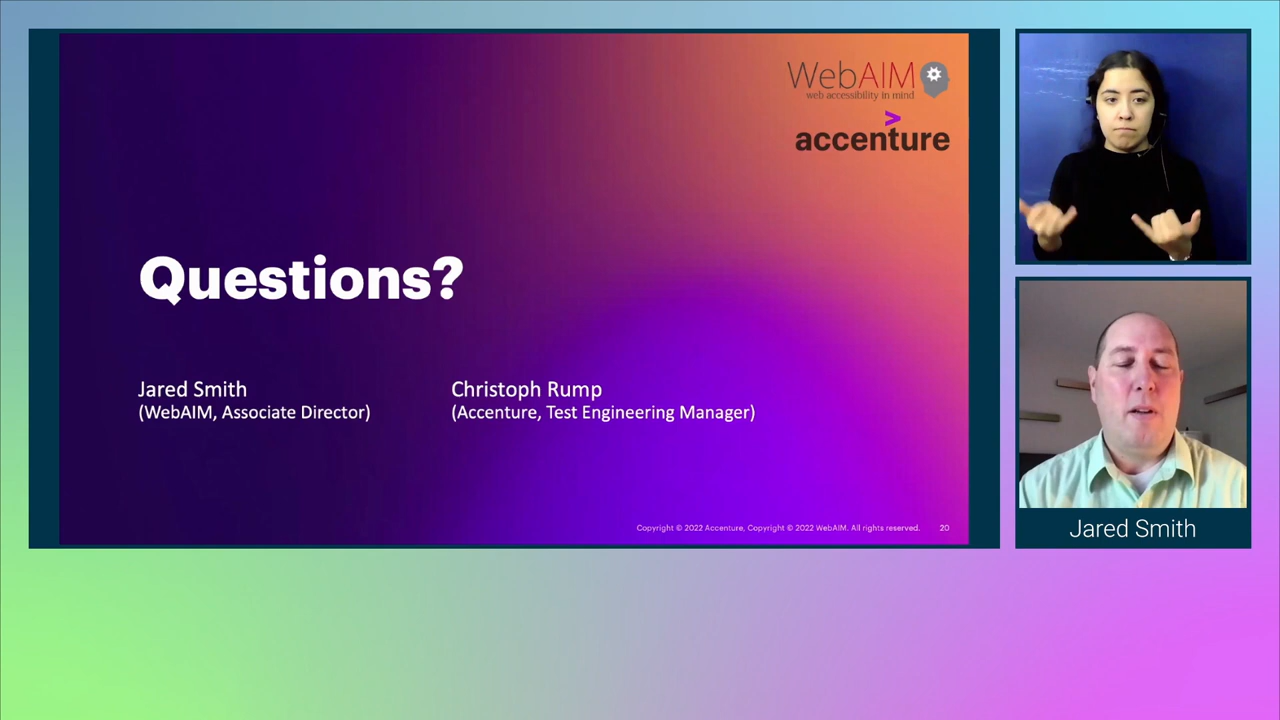 WebAIM
web accessibility in mind
>
accenture
Questions?
Jared Smith
(WebAIM, Associate Director)
Christoph Rump
(Accenture, Test Engineering Manager)
Copyright © 2022 Accenture, Copyright © 2022 WebAIM. All rights reserved. 20
Jared Smith